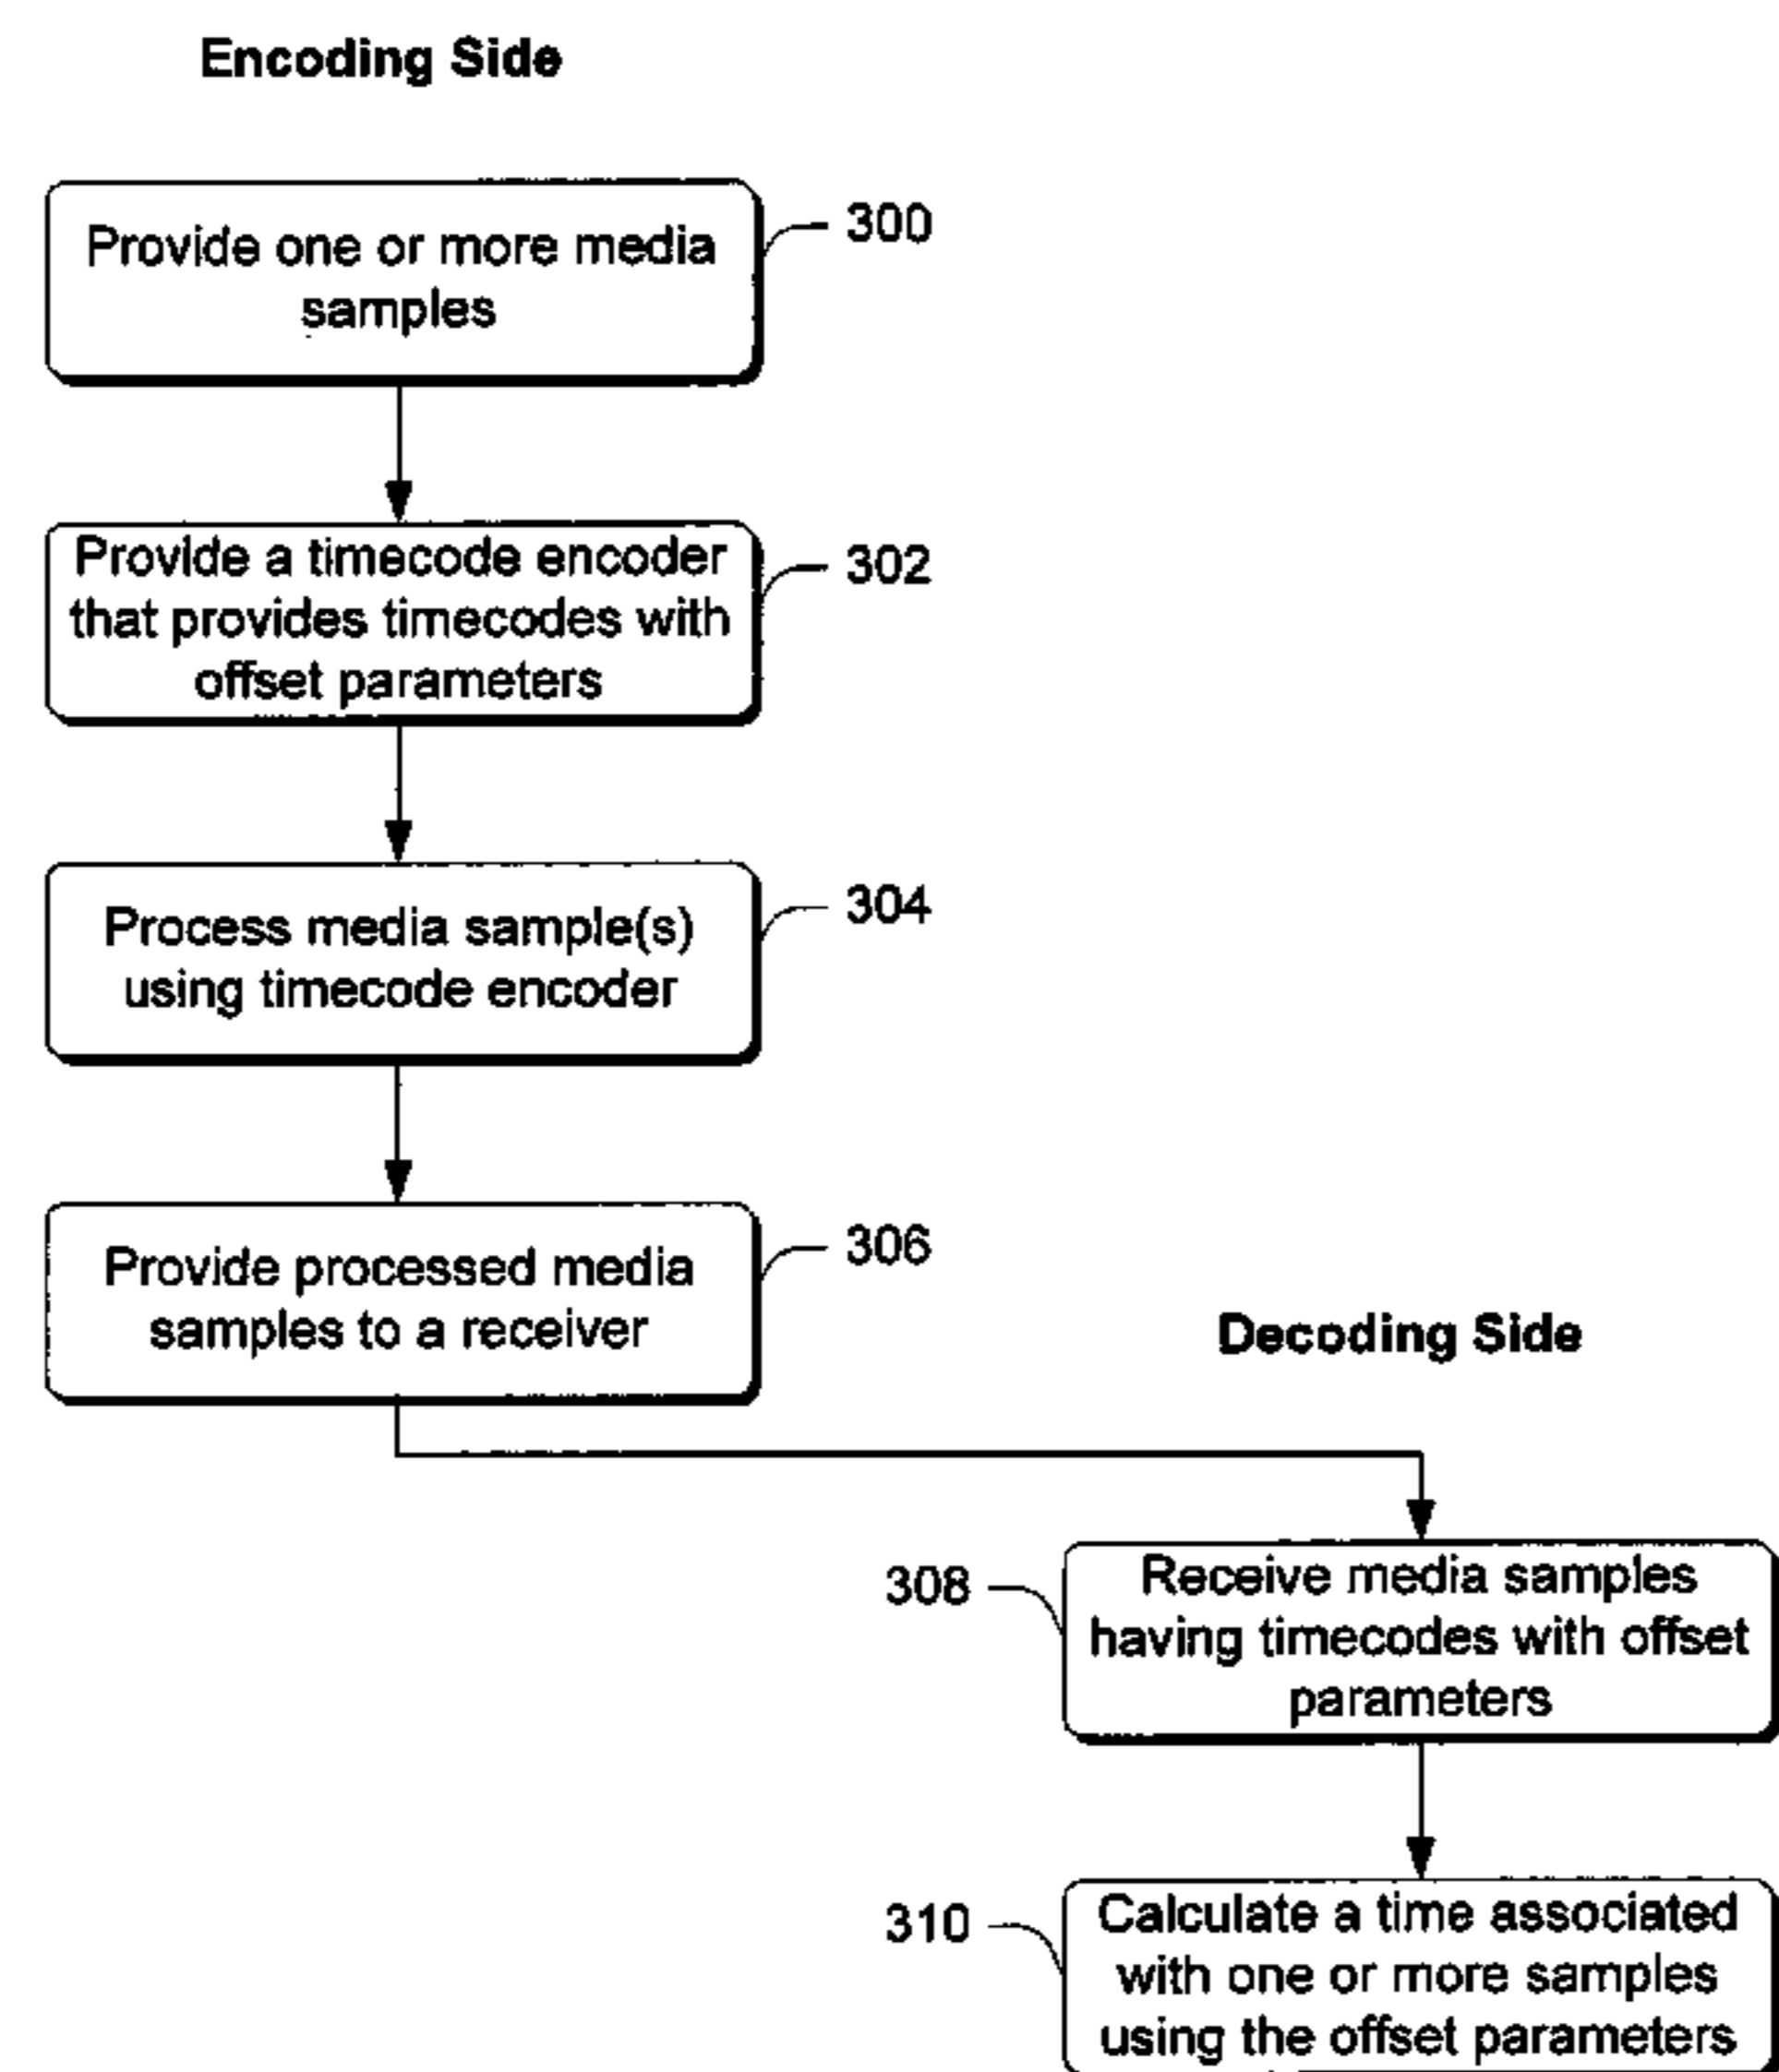 Encoding Side
Provide one or more media
samples
300
Provide a timecode encoder
that provides timecodes with
offset parameters
302
Process media sample(s)
using timecode encoder
304
Provide processed media
samples to a receiver
306
Decoding Side
308
Receive media samples
having timecodes with offset
parameters
310
Calculate a time associated
with one or more samples
using the offset parameters